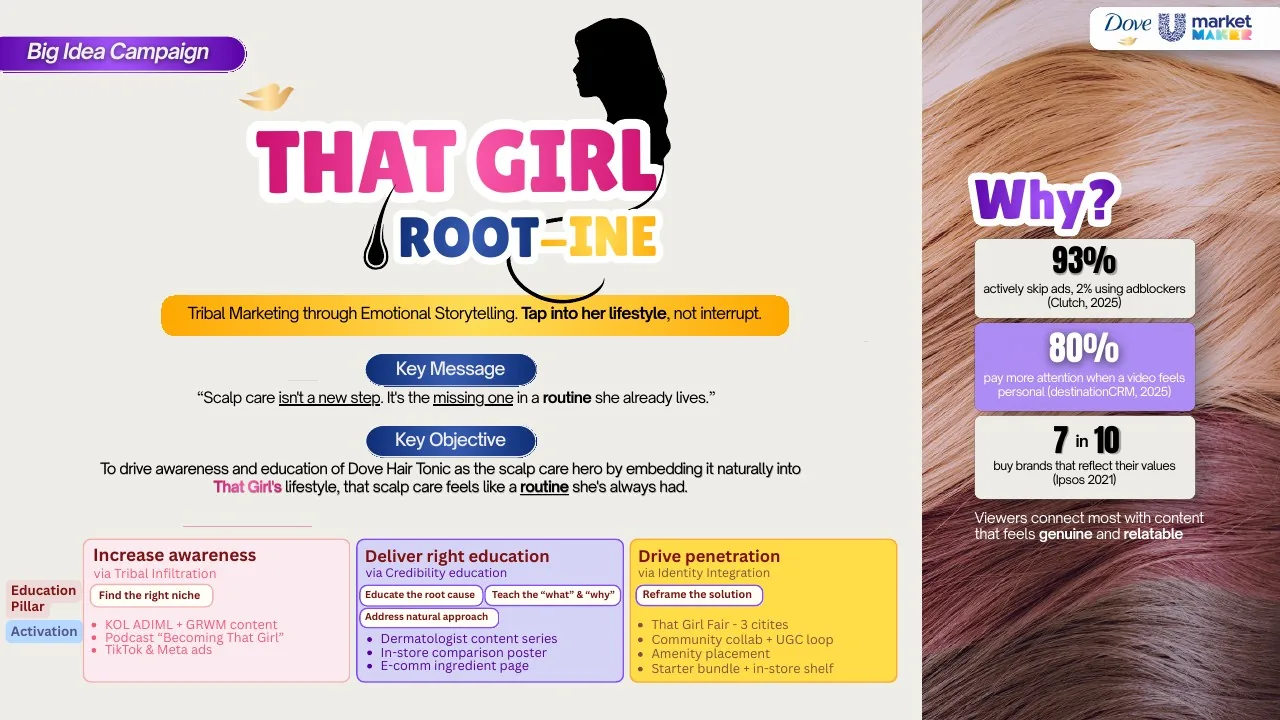 Big Idea Campaign
THAT GIRL
ROOT-INE
Tribal Marketing through Emotional Storytelling. Tap into her lifestyle, not interrupt.
Key Message
“Scalp care isn't a new step. It's the missing one in a routine she already lives.”
Key Objective
To drive awareness and education of Dove Hair Tonic as the scalp care hero by embedding it naturally into
That Girl's lifestyle, that scalp care feels like a routine she's always had.
Education
Pillar
Activation
Increase awareness
via Tribal Infiltration
Find the right niche
• KOL ADIML + GRWM content
• Podcast “Becoming That Girl”
• TikTok & Meta ads
Deliver right education
via Credibility education
Educate the root cause
Teach the “what” & “why”
Address natural approach
• Dermatologist content series
• In-store comparison poster
• E-comm ingredient page
Drive penetration
via Identity Integration
Reframe the solution
• That Girl Fair - 3 citites
• Community collab + UGC loop
• Amenity placement
• Starter bundle + in-store shelf
Dove
market
MAKER
Why?
93%
actively skip ads, 2% using adblockers
(Clutch, 2025)
80%
pay more attention when a video feels
personal (destinationCRM, 2025)
7 in 10
buy brands that reflect their values
(Ipsos 2021)
Viewers connect most with content
that feels genuine and relatable